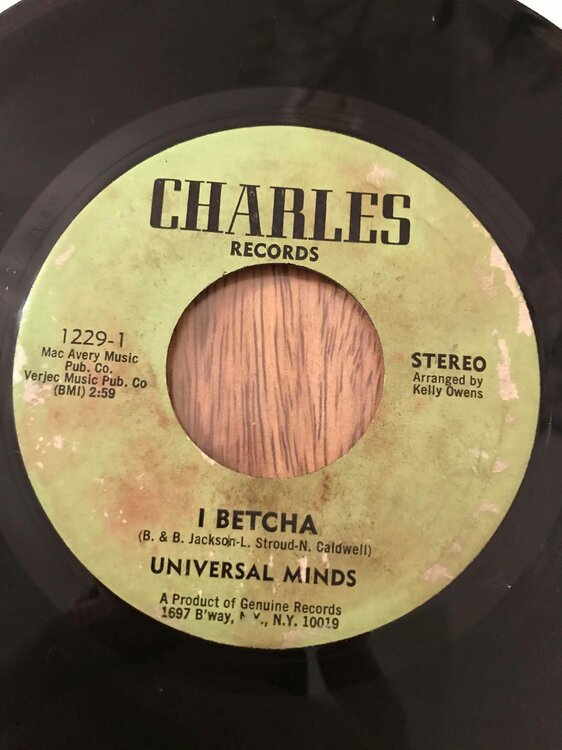 CHARLES
RECORDS
1229-1
Mac Avery Music
Pub. Co.
Verjec Music Pub. Co
(BMI) 2:59
STEREO
Arranged by
Kelly Owens
I BETCHA
(B. & B. Jackson-L. Stroud-N. Caldwell)
UNIVERSAL MINDS
A Product of Genuine Records
1697 B'way, N.Y., N.Y. 10019